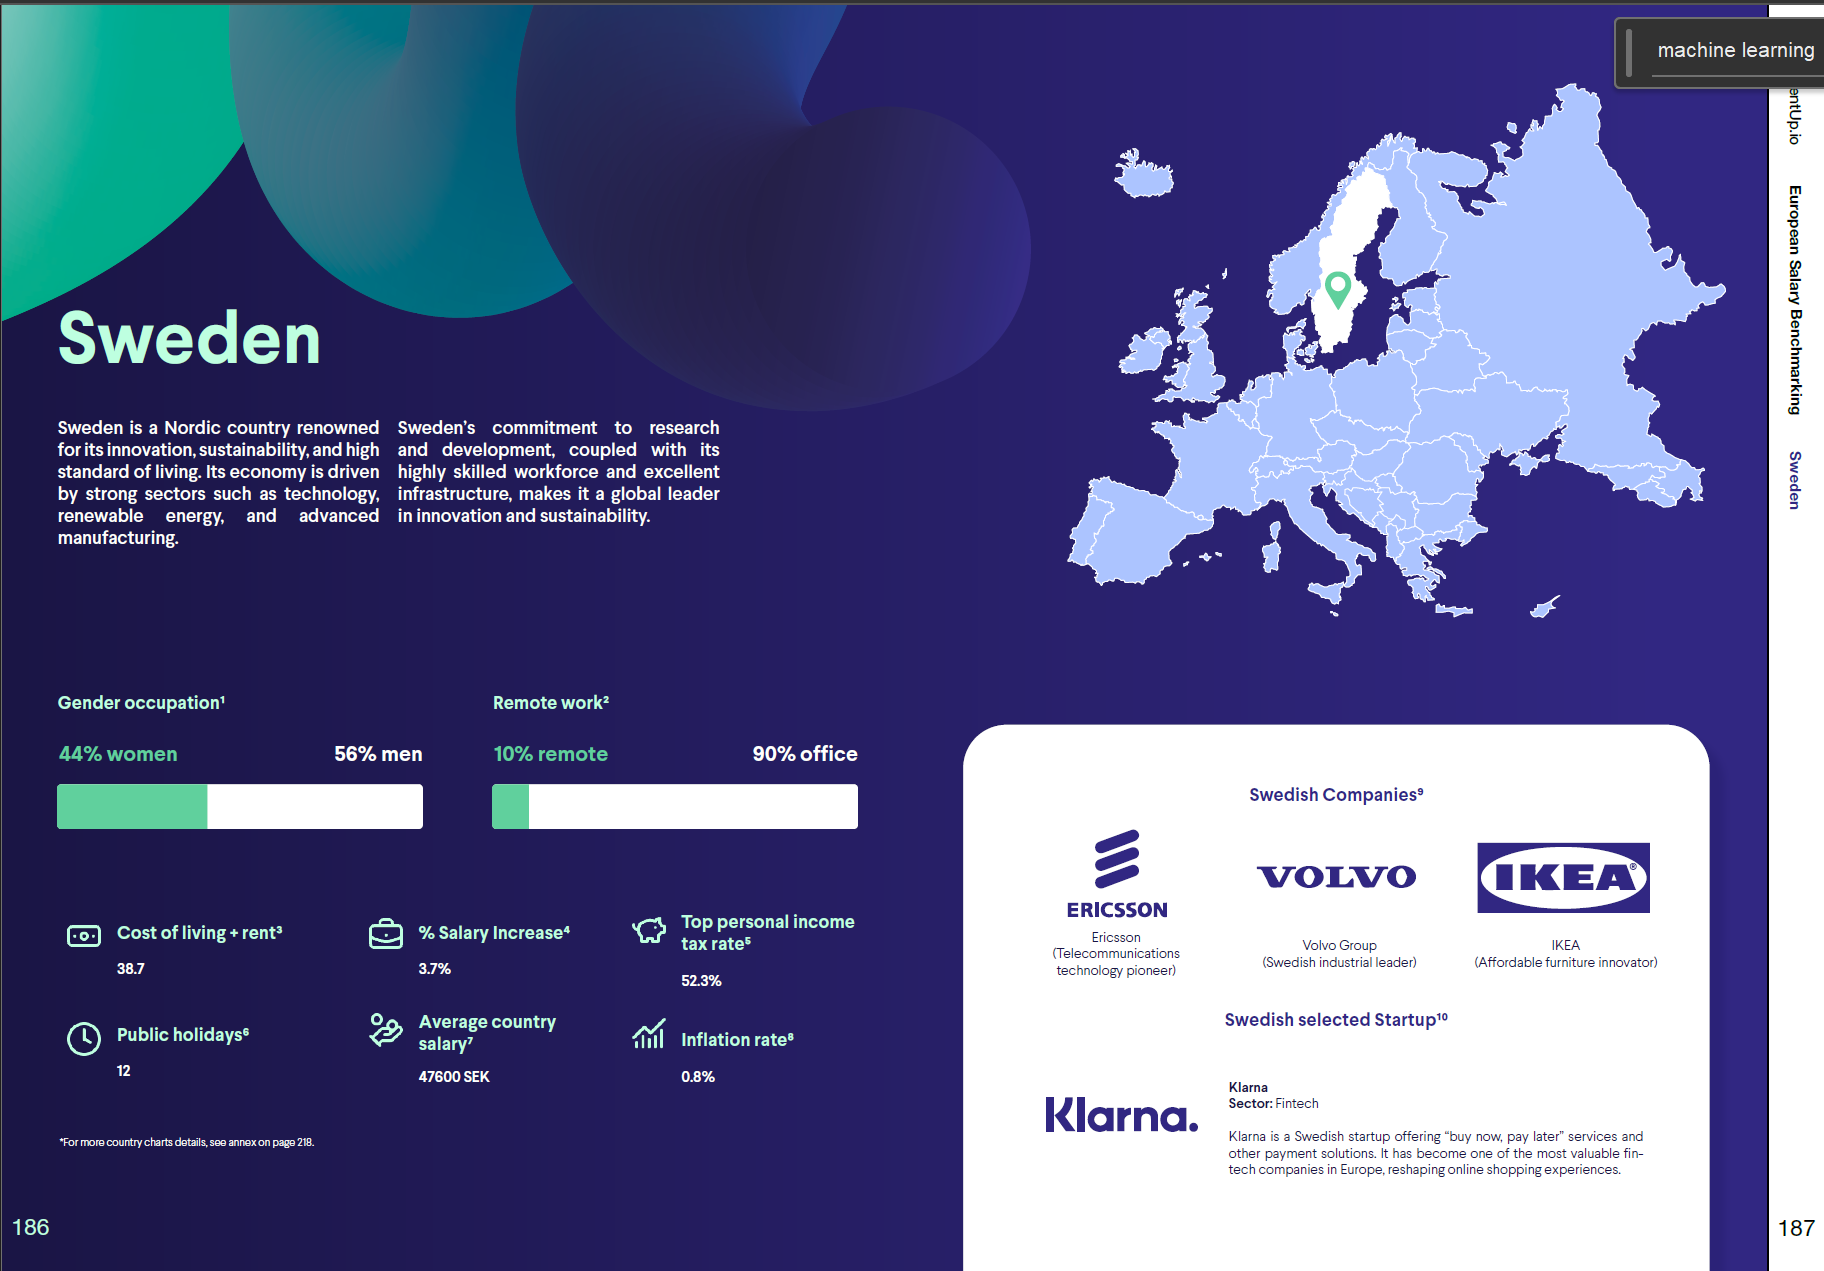 machine learning
entUp.io
European Salary Benchmarking
Sweden
Sweden
Sweden is a Nordic country renowned
for its innovation, sustainability, and high
standard of living. Its economy is driven
by strong sectors such as technology,
renewable energy, and advanced
manufacturing.
Sweden's commitment to research
and development, coupled with its
highly skilled workforce and excellent
infrastructure, makes it a global leader
in innovation and sustainability.
Gender occupation¹
44% women
56% men
Remote work²
10% remote
90% office
Cost of living + rent³
38.7
% Salary Increase⁴
3.7%
Top personal income
tax rate⁵
52.3%
Public holidays⁶
12
Average country
salary⁷
47600 SEK
Inflation rate⁸
0.8%
*For more country charts details, see annex on page 218.
186
Swedish Companies⁹
ERICSSON
Ericsson
(Telecommunications
technology pioneer)
VOLVO
Volvo Group
(Swedish industrial leader)
IKEA®
IKEA
(Affordable furniture innovator)
Swedish selected Startup¹⁰
Klarna.
Klarna
Sector: Fintech
Klarna is a Swedish startup offering “buy now, pay later” services and
other payment solutions. It has become one of the most valuable fin-
tech companies in Europe, reshaping online shopping experiences.
187